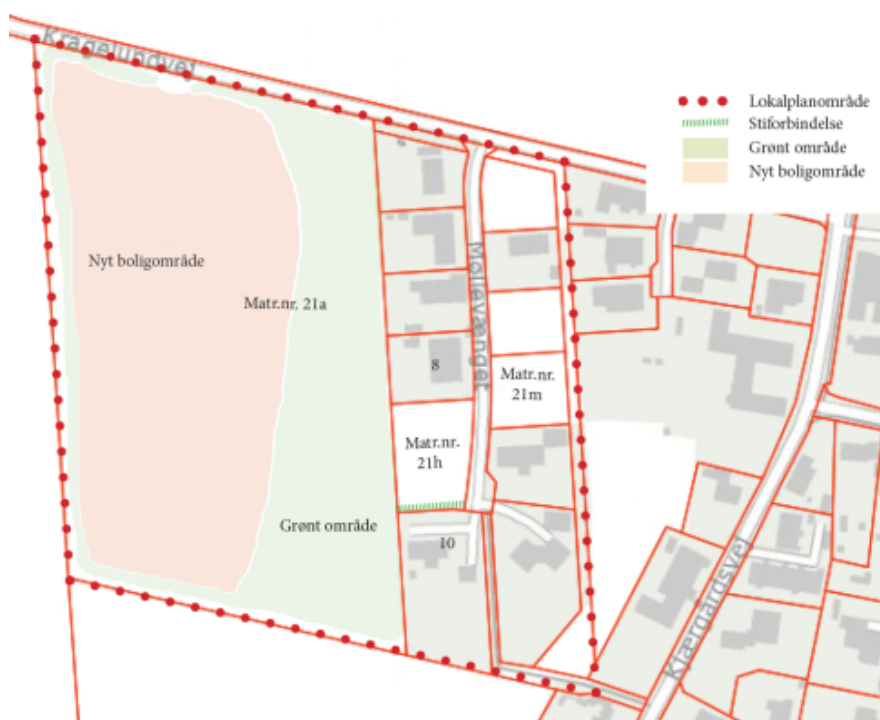 Kragelundvej
Lokalplanområde
Stiforbindelse
Grønt område
Nyt boligområde
Nyt boligområde
Matr.nr. 21a
Møllevænget
8
Matr.nr.
21m
Matr.nr.
21h
Grønt område
10
Kjærgårdsvej